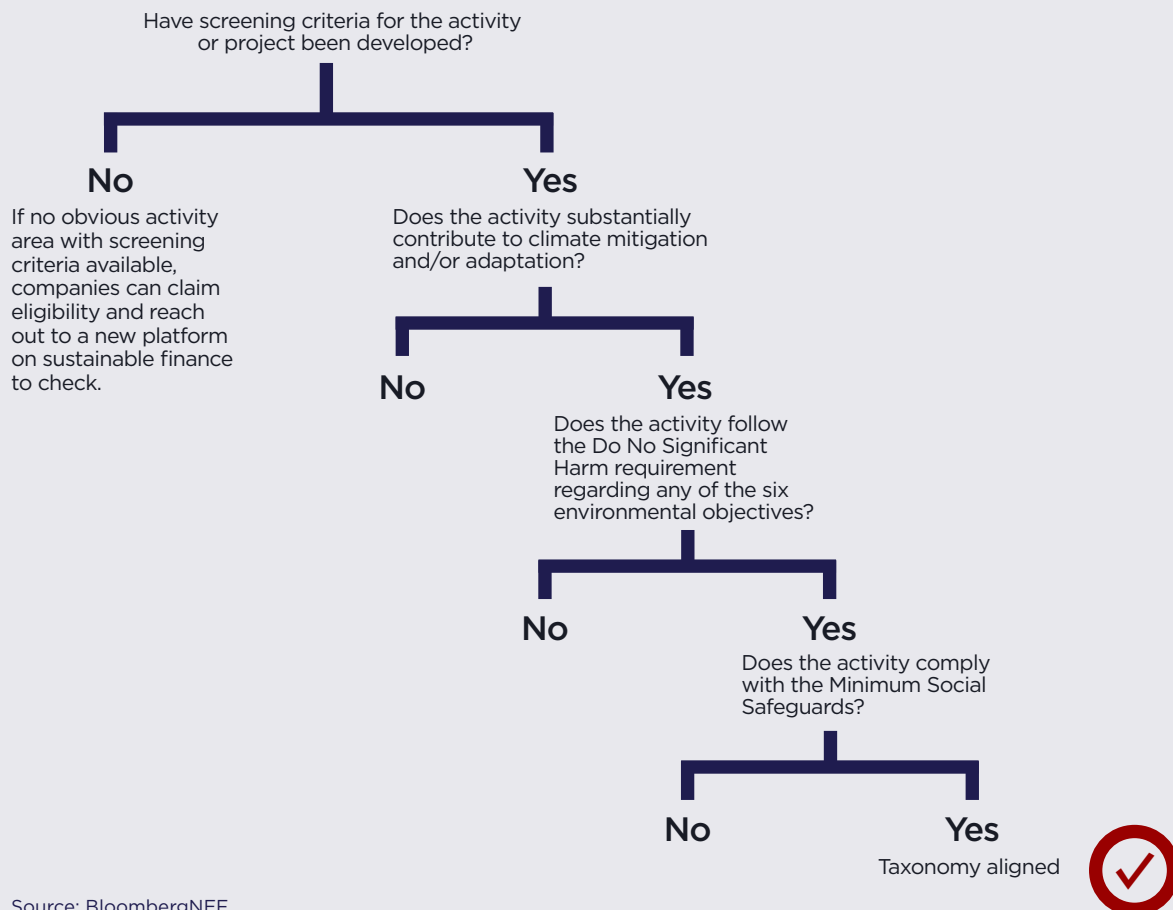 Have screening criteria for the activity
or project been developed?
No
If no obvious activity
area with screening
criteria available,
companies can claim
eligibility and reach
out to a new platform
on sustainable finance
to check.
Yes
Does the activity substantially
contribute to climate mitigation
and/or adaptation?
No
Yes
Does the activity follow
the Do No Significant
Harm requirement
regarding any of the six
environmental objectives?
No
Yes
Does the activity comply
with the Minimum Social
Safeguards?
No
Yes
Taxonomy aligned
Source: BloombergNEF